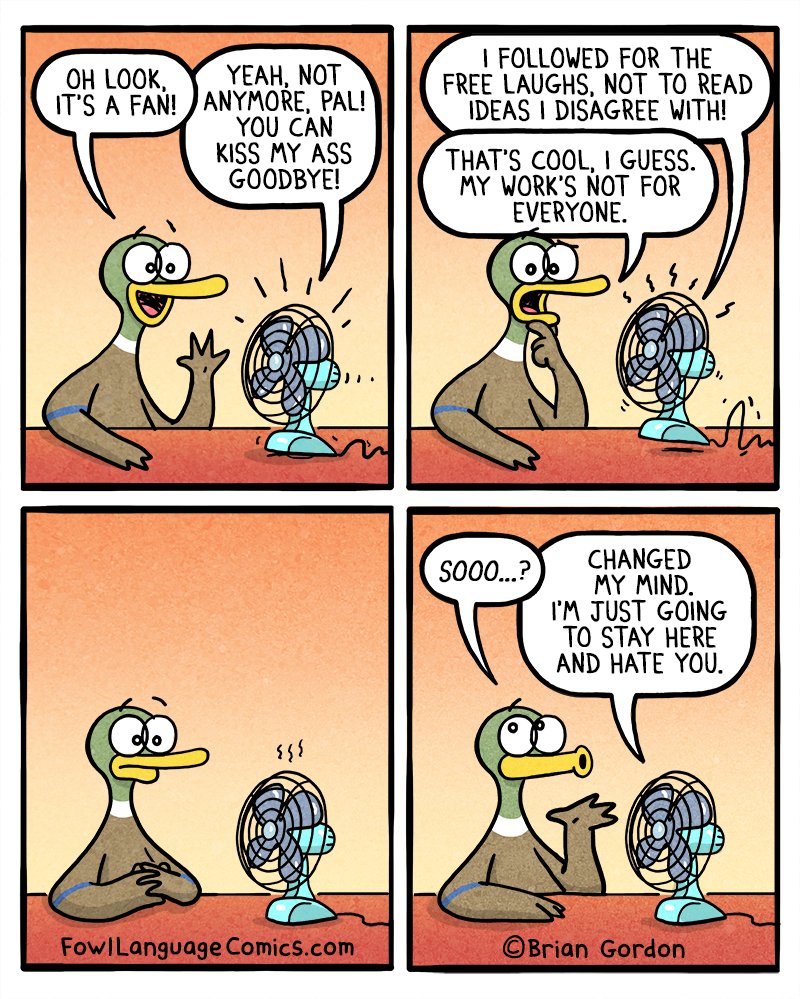 OH LOOK,
IT'S A FAN!
YEAH, NOT
ANYMORE, PAL!
YOU CAN
KISS MY ASS
GOODBYE!
I FOLLOWED FOR THE
FREE LAUGHS, NOT TO READ
IDEAS I DISAGREE WITH!
THAT'S COOL, I GUESS.
MY WORK'S NOT FOR
EVERYONE.
FowlLanguageComics.com
SOOO...?
CHANGED
MY MIND.
I'M JUST GOING
TO STAY HERE
AND HATE YOU.
©Brian Gordon